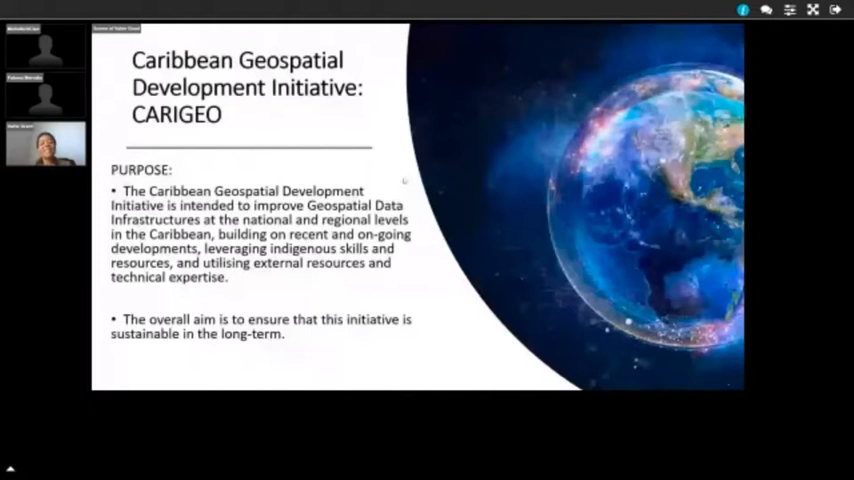 Caribbean Geospatial
Development Initiative:
CARIGEO
PURPOSE:
• The Caribbean Geospatial Development
Initiative is intended to improve Geospatial Data
Infrastructures at the national and regional levels
in the Caribbean, building on recent and on-going
developments, leveraging indigenous skills and
resources, and utilising external resources and
technical expertise.
• The overall aim is to ensure that this initiative is
sustainable in the long-term.